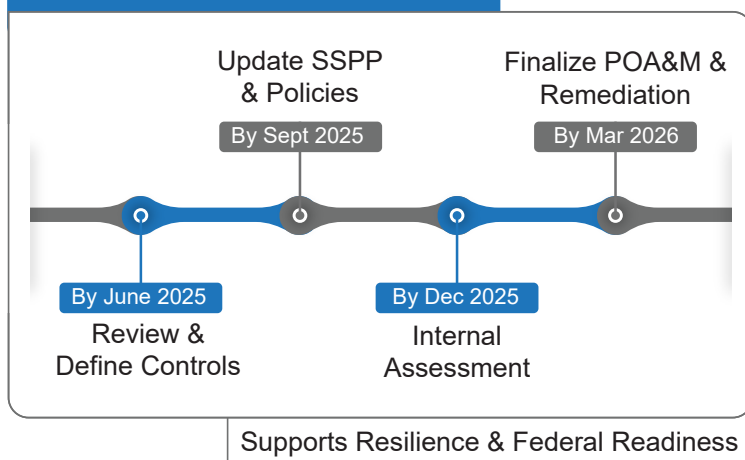 Update SSPP
& Policies
By Sept 2025
Finalize POA&M &
Remediation
By Mar 2026
By June 2025
Review &
Define Controls
By Dec 2025
Internal
Assessment
Supports Resilience & Federal Readiness